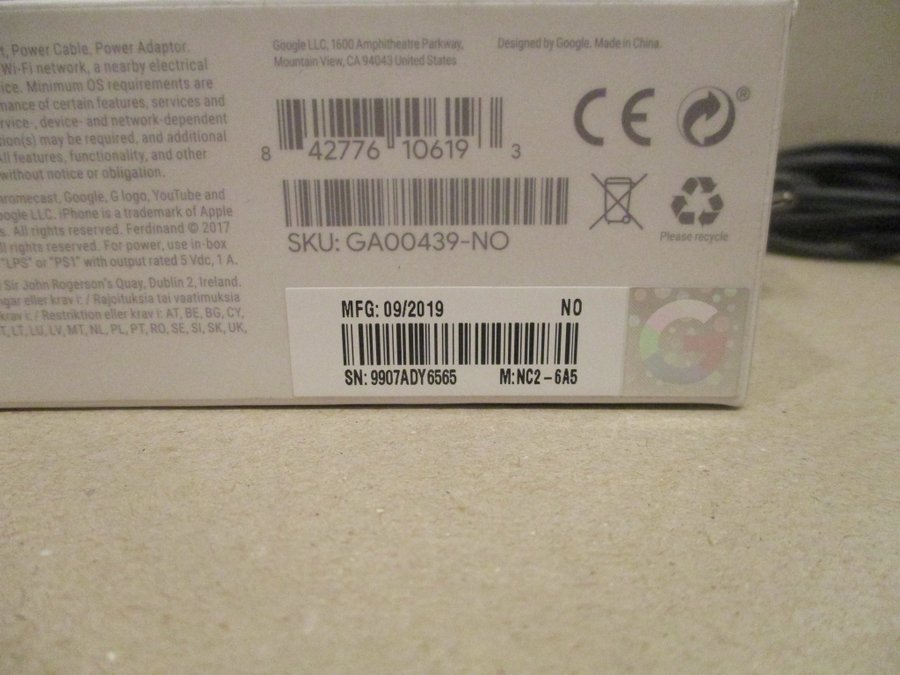 t, Power Cable, Power Adaptor.
Wi-Fi network, a nearby electrical
ice. Minimum OS requirements are
mance of certain features, services and
rvice-, device- and network-dependent
ion(s) may be required, and additional
All features, functionality, and other
without notice or obligation.
hromecast, Google, G logo, YouTube and
oogle LLC. iPhone is a trademark of Apple
s. All rights reserved. Ferdinand © 2017
ll rights reserved. For power, use in-box
"LPS" or "PS1" with output rated 5 Vdc, 1 A.
Sir John Rogerson's Quay, Dublin 2, Ireland.
ngar eller krav i: / Rajoituksia tai vaatimuksia
rav i: / Restriktion eller krav i: AT, BE, BG, CY,
T, LT, LU, LV, MT, NL, PL, PT, RO, SE, SI, SK, UK,
Google LLC, 1600 Amphitheatre Parkway,
Mountain View, CA 94043 United States
Designed by Google. Made in China.
8 42776 10619 3
CE
®
SKU: GA00439-NO
Please recycle
MFG: 09/2019 NO
SN: 9907ADY6565 M:NC2-6A5
G